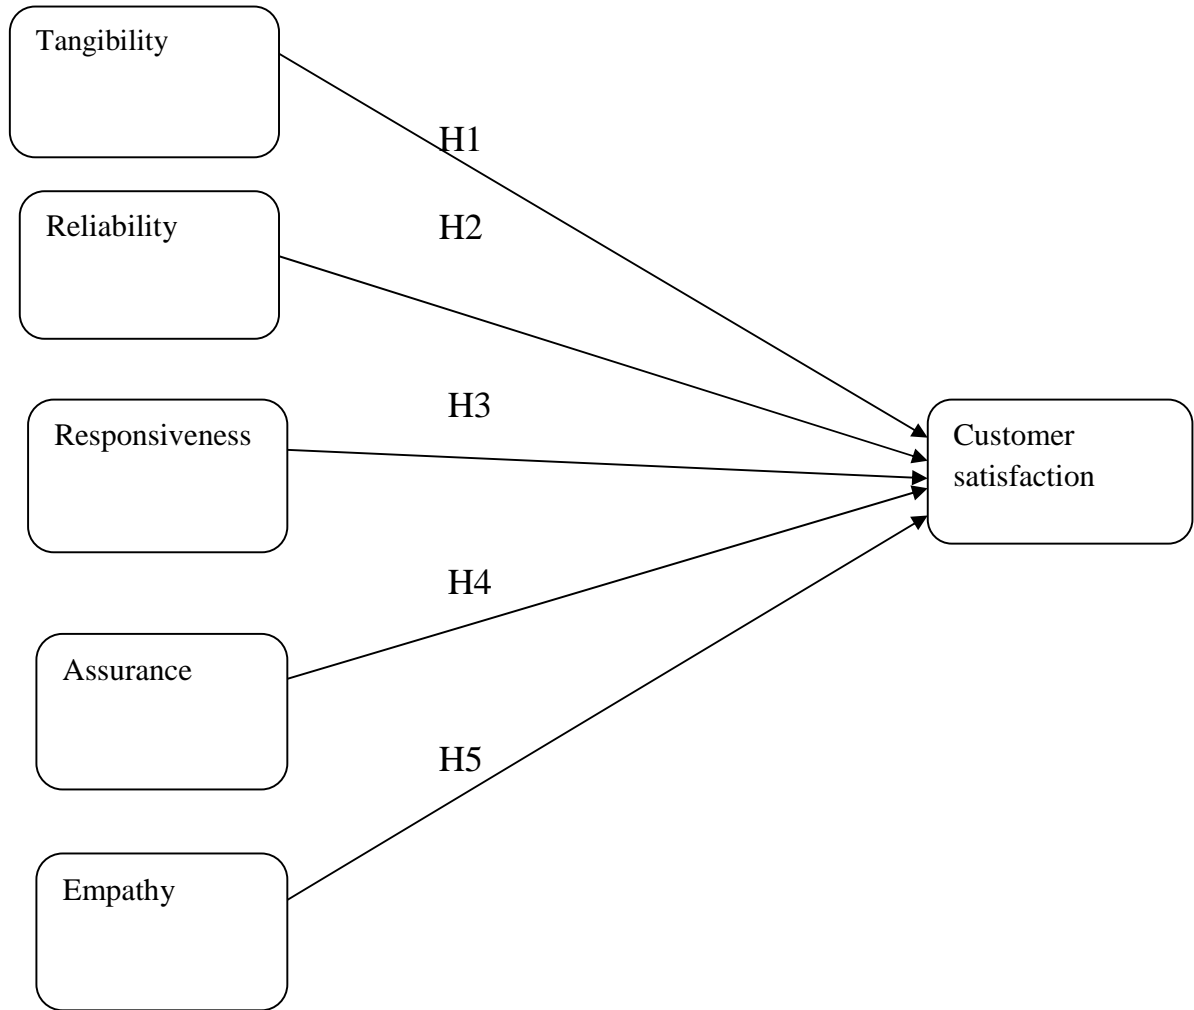 Tangibility
H1
Reliability
H2
H3
Responsiveness
Customer
satisfaction
H4
Assurance
H5
Empathy